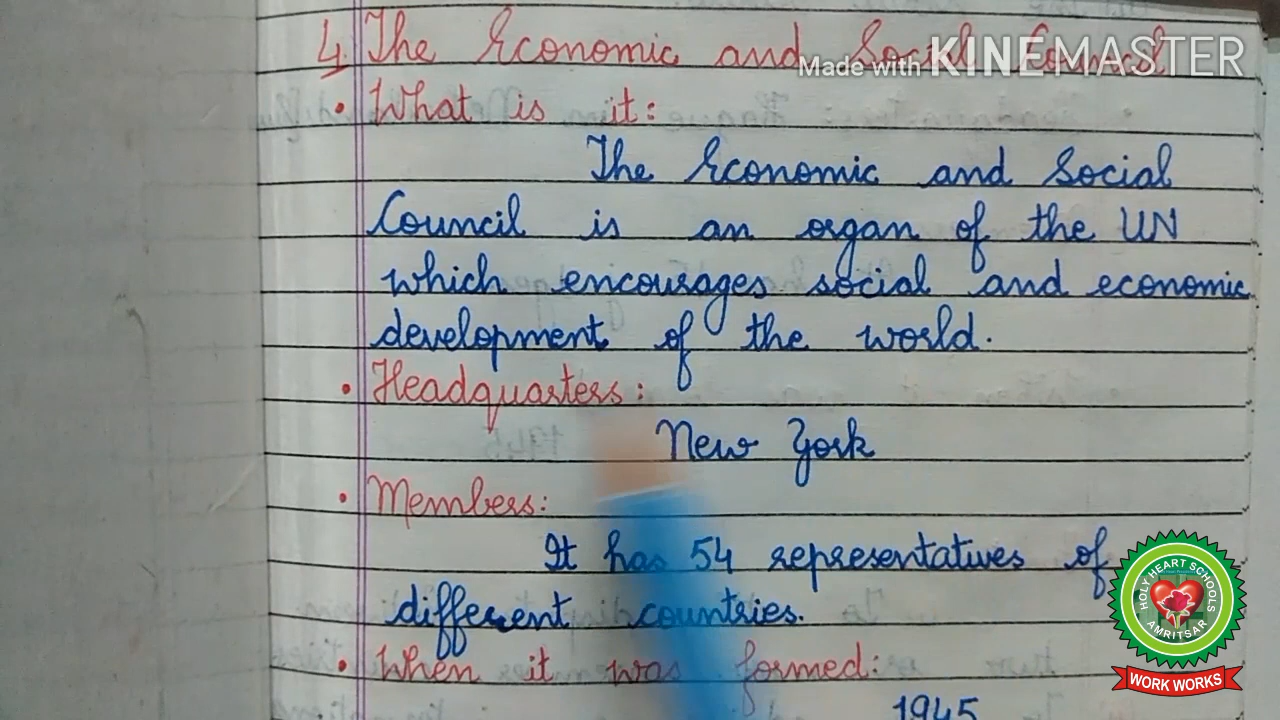 4. The Economic and Social Council
Made with KINEMASTER
• What is it:
The Economic and Social
Council is an organ of the UN
which encourages social and economic
development of the world.
• Headquarters:
New York
• Members:
It has 54 representatives of
different countries.
• When it was formed:
1945
HOLY HEART SCHOOLS
AMRITSAR
WORK WORKS